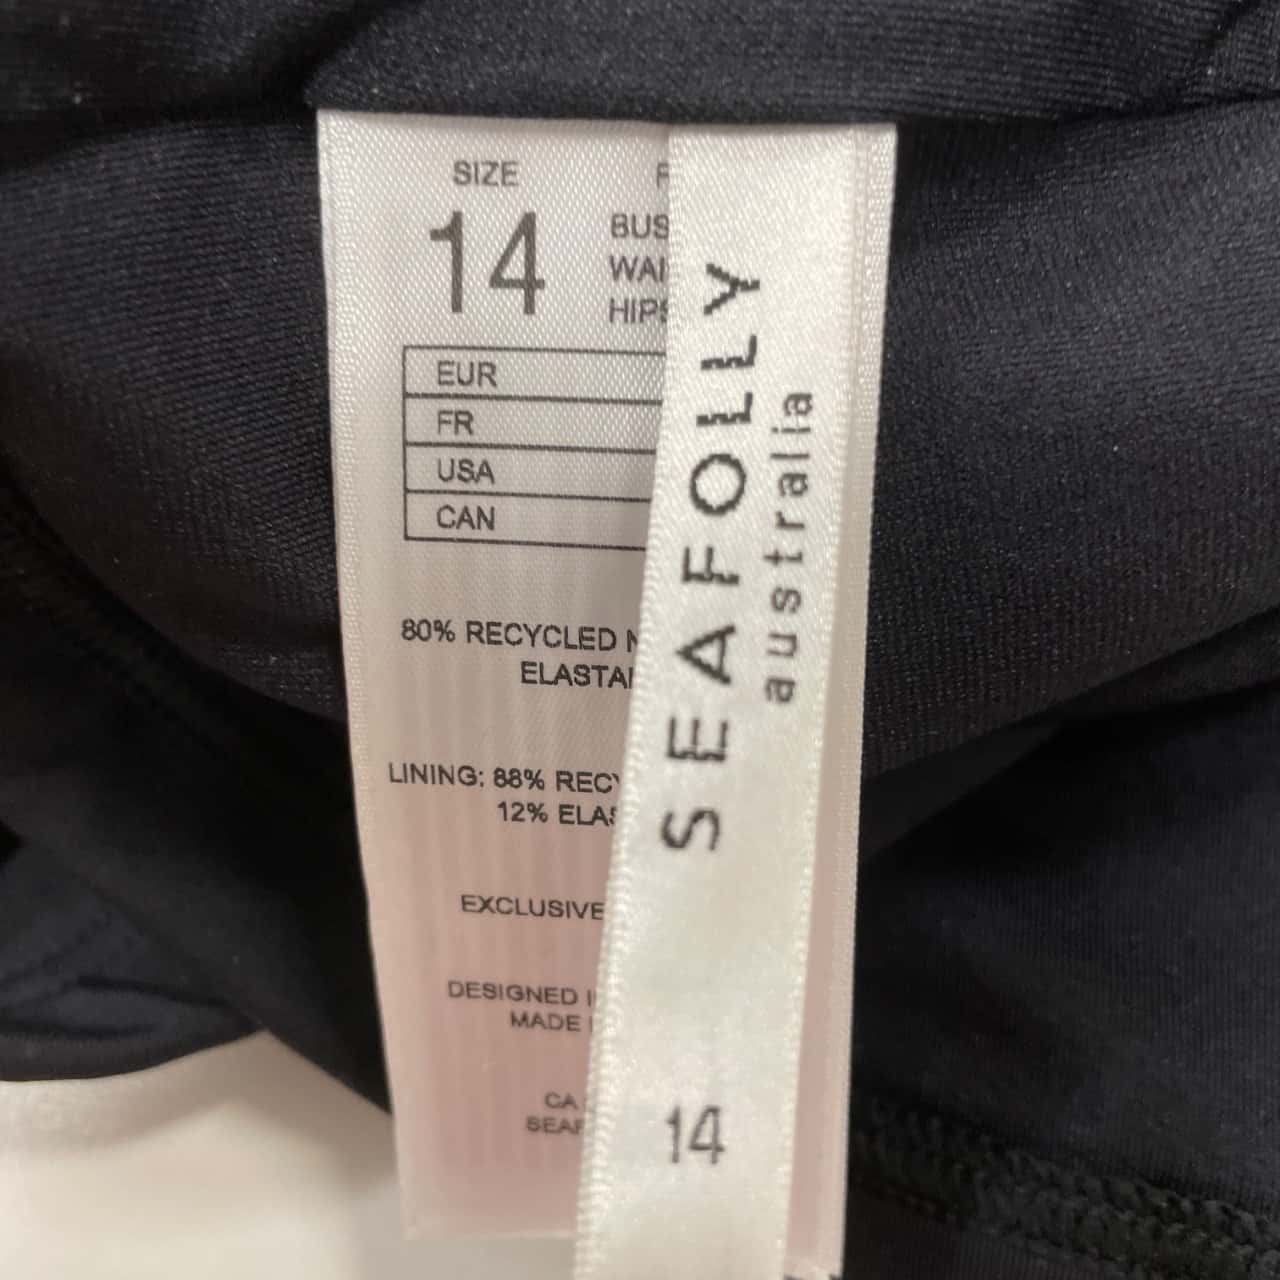 SIZE
14
BUS
WAI
HIPS
EUR
FR
USA
CAN
80% RECYCLED
ELASTA
LINING: 88% RECY
12% ELAS
EXCLUSIVE
DESIGNED
MADE
CA
SEAF
SEAFOLLY
australia
14